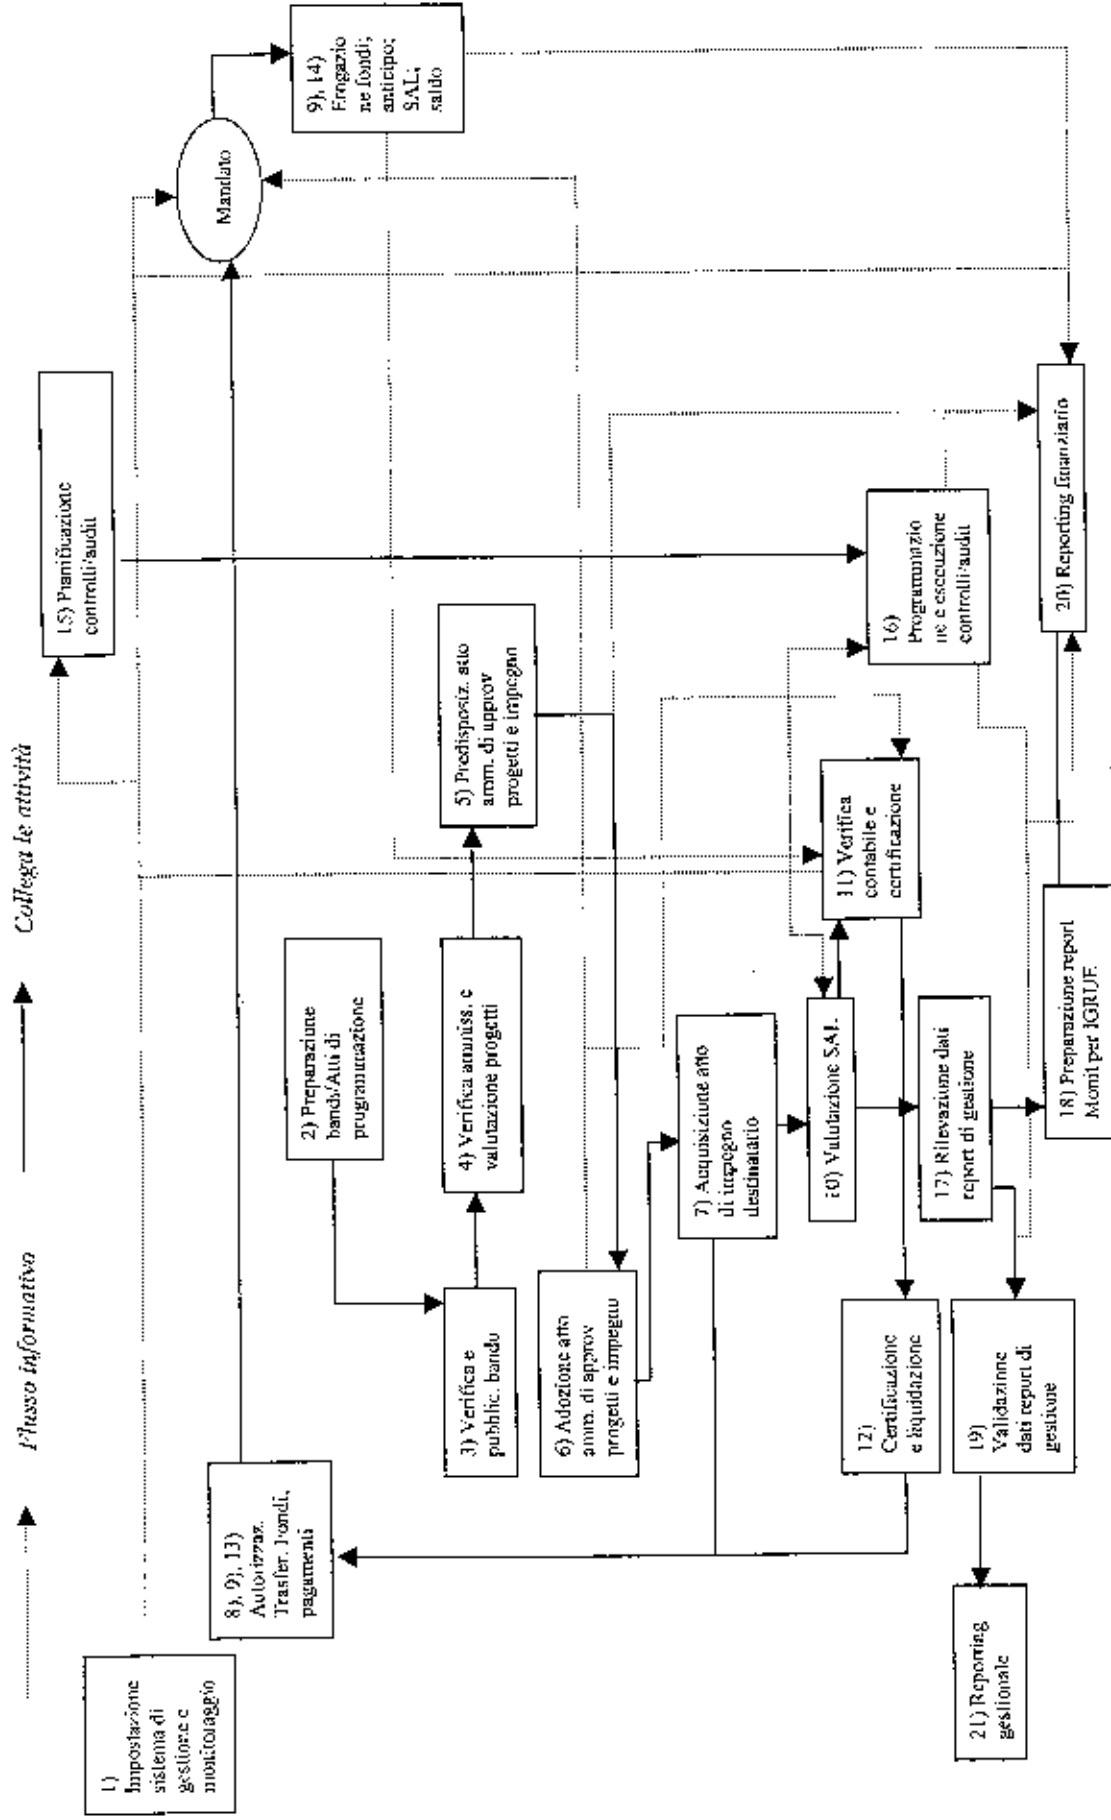 Flusso informativo
Collega le attività
1)
Impostazione
sistema di
gestione e
monitoraggio
15) Pianificazione
controlli/audit
8), 9), 13)
Autorizzaz.
Trasfer. Fondi,
pagamenti
Mandato
9), 14)
Erogazio
ne fondi;
anticipo;
SAL;
saldo
2) Preparazione
bandi/Atti di
programmazione
3) Verifica e
pubblic. bando
4) Verifica ammiss. e
valutazione progetti
5) Predisposiz. atto
amm. di approv
progetti e impegno
6) Adozione atto
amm. di approv
progetti e impegno
7) Acquisizione atto
di impegno
destinatario
10) Valutazione SAL
11) Verifica
contabile e
certificazione
16)
Programmazio
ne e esecuzione
controlli/audit
12)
Certificazione
e liquidazione
17) Rilevazione dati
report di gestione
19)
Validazione
dati report di
gestione
21) Reporting
gestionale
18) Preparazione report
Monit per IGRUE
20) Reporting finanziario